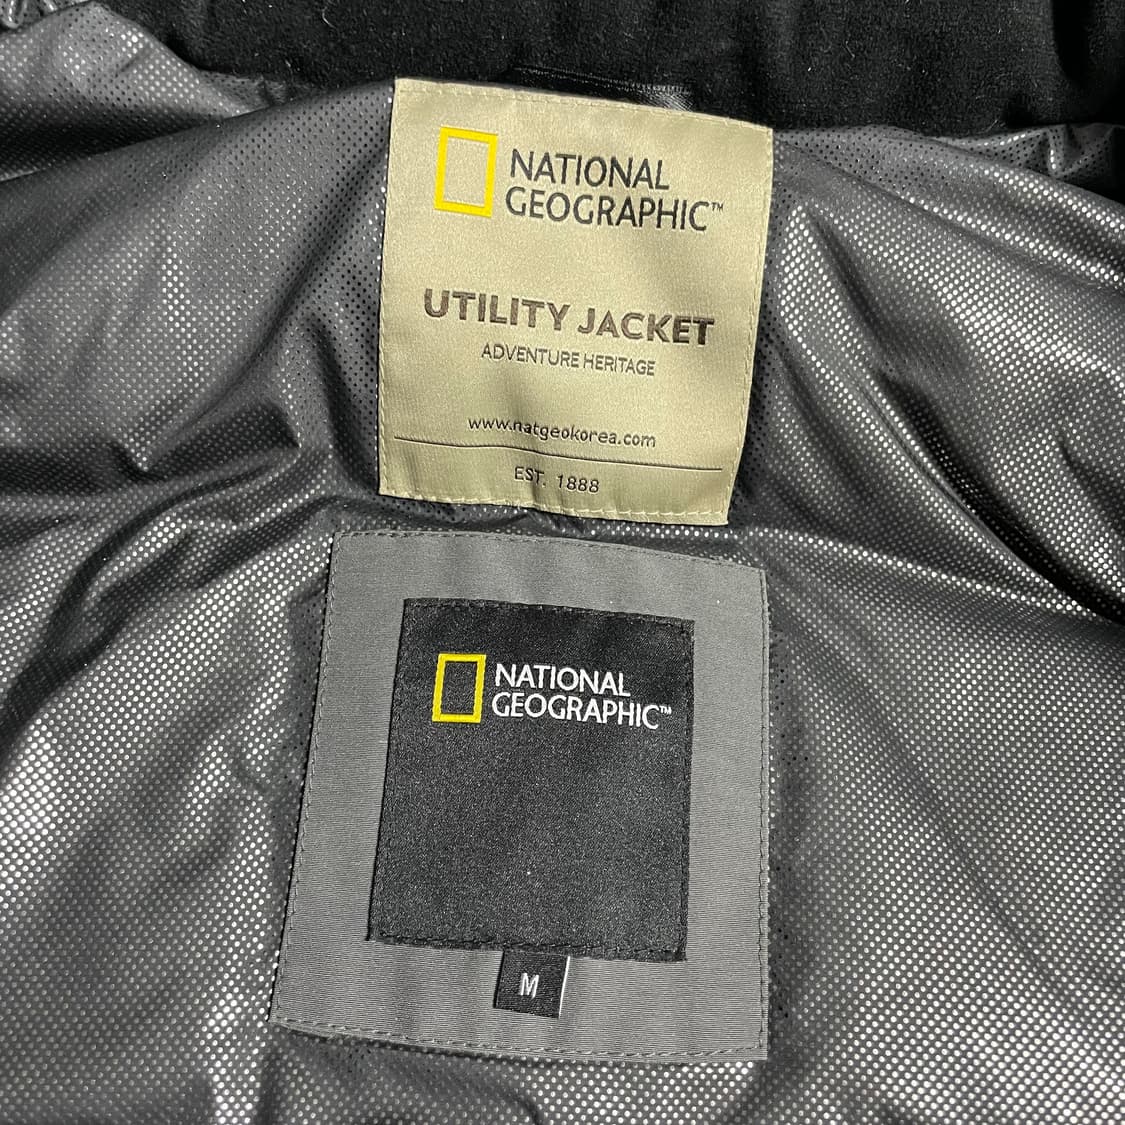 NATIONAL
GEOGRAPHIC™
UTILITY JACKET
ADVENTURE HERITAGE
www.natgeokorea.com
EST. 1888
NATIONAL
GEOGRAPHIC™
M